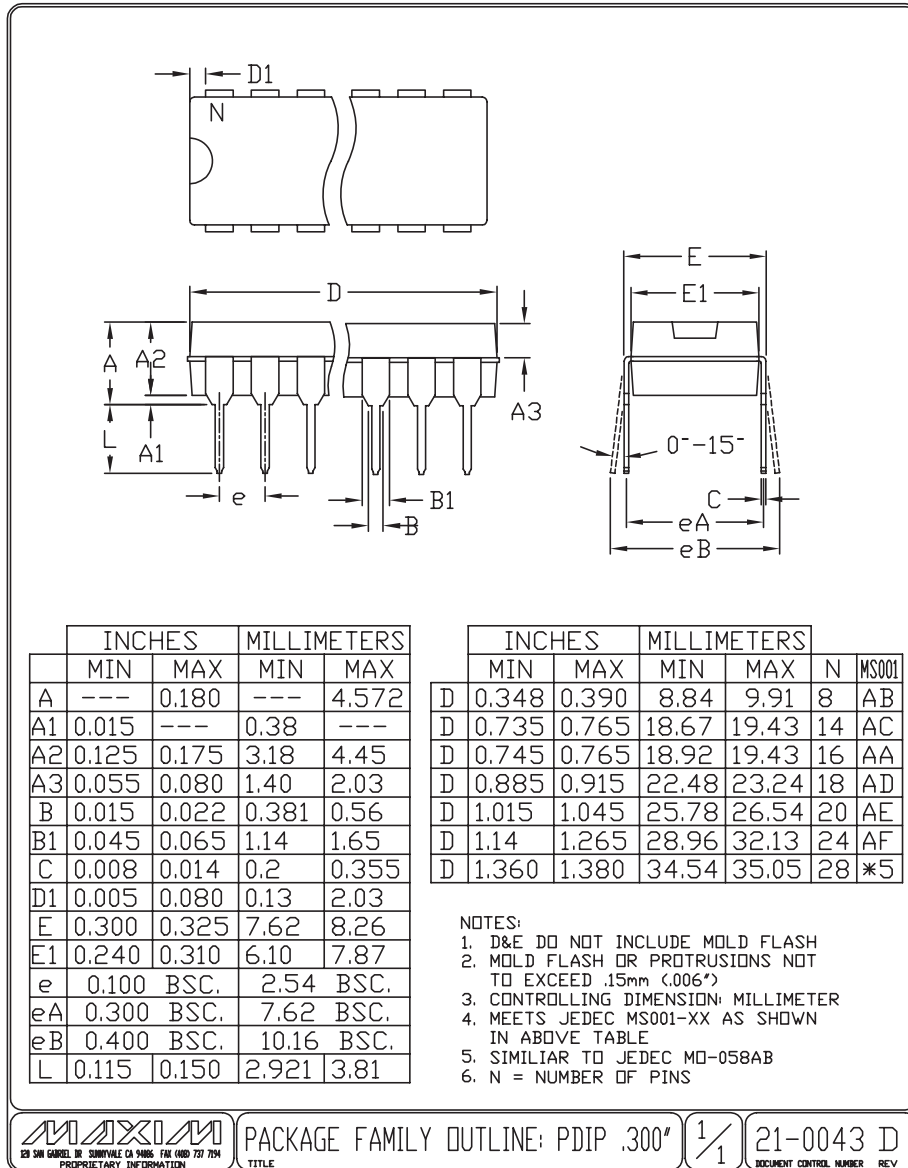 D1
N
D
E
E1
A
A2
A3
L
A1
0°-15°
e
B1
B
C
eA
eB
INCHES MILLIMETERS
MIN MAX MIN MAX
A --- 0.180 --- 4.572
A1 0.015 --- 0.38 ---
A2 0.125 0.175 3.18 4.45
A3 0.055 0.080 1.40 2.03
B 0.015 0.022 0.381 0.56
B1 0.045 0.065 1.14 1.65
C 0.008 0.014 0.2 0.355
D1 0.005 0.080 0.13 2.03
E 0.300 0.325 7.62 8.26
E1 0.240 0.310 6.10 7.87
e 0.100 BSC. 2.54 BSC.
eA 0.300 BSC. 7.62 BSC.
eB 0.400 BSC. 10.16 BSC.
L 0.115 0.150 2.921 3.81
INCHES MILLIMETERS
MIN MAX MIN MAX N MS001
D 0.348 0.390 8.84 9.91 8 AB
D 0.735 0.765 18.67 19.43 14 AC
D 0.745 0.765 18.92 19.43 16 AA
D 0.885 0.915 22.48 23.24 18 AD
D 1.015 1.045 25.78 26.54 20 AE
D 1.14 1.265 28.96 32.13 24 AF
D 1.360 1.380 34.54 35.05 28 *5
NOTES:
1. D&E DO NOT INCLUDE MOLD FLASH
2. MOLD FLASH OR PROTRUSIONS NOT
TO EXCEED .15mm (.006")
3. CONTROLLING DIMENSION: MILLIMETER
4. MEETS JEDEC MS001-XX AS SHOWN
IN ABOVE TABLE
5. SIMILIAR TO JEDEC MO-058AB
6. N = NUMBER OF PINS
MAXIM
120 SAN GABRIEL DR SUNNYVALE CA 94086 FAX (408) 737 7194
PROPRIETARY INFORMATION
PACKAGE FAMILY OUTLINE: PDIP .300"
TITLE
1/1
21-0043 D
DOCUMENT CONTROL NUMBER REV